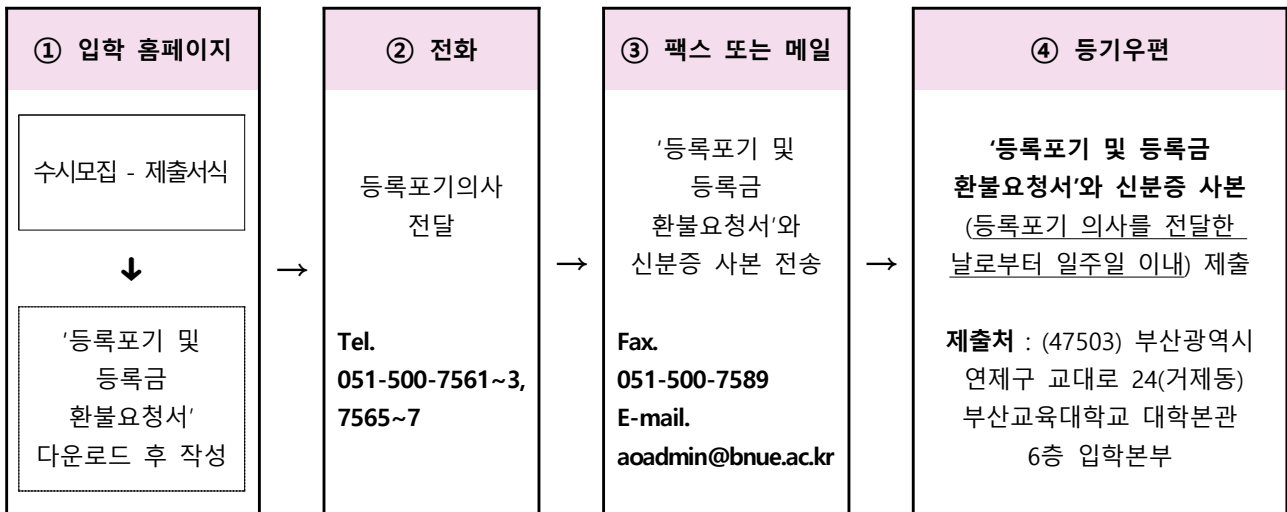 ① 입학 홈페이지
수시모집 - 제출서식
↓
'등록포기 및
등록금
환불요청서'
다운로드 후 작성
→
② 전화
등록포기의사
전달
Tel.
051-500-7561~3,
7565~7
→
③ 팩스 또는 메일
'등록포기 및
등록금
환불요청서'와
신분증 사본 전송
Fax.
051-500-7589
E-mail.
aoadmin@bnue.ac.kr
→
④ 등기우편
'등록포기 및 등록금
환불요청서'와 신분증 사본
(등록포기 의사를 전달한
날로부터 일주일 이내) 제출
제출처 : (47503) 부산광역시
연제구 교대로 24(거제동)
부산교육대학교 대학본관
6층 입학본부